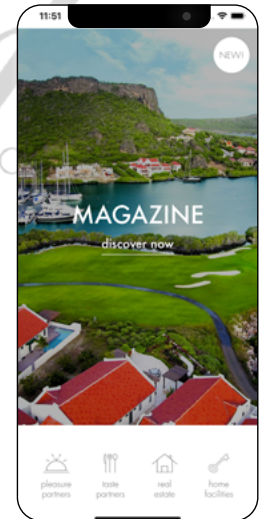 11:51
NEW!
MAGAZINE
discover now
pleasure
partners
taste
partners
real
estate
home
facilities